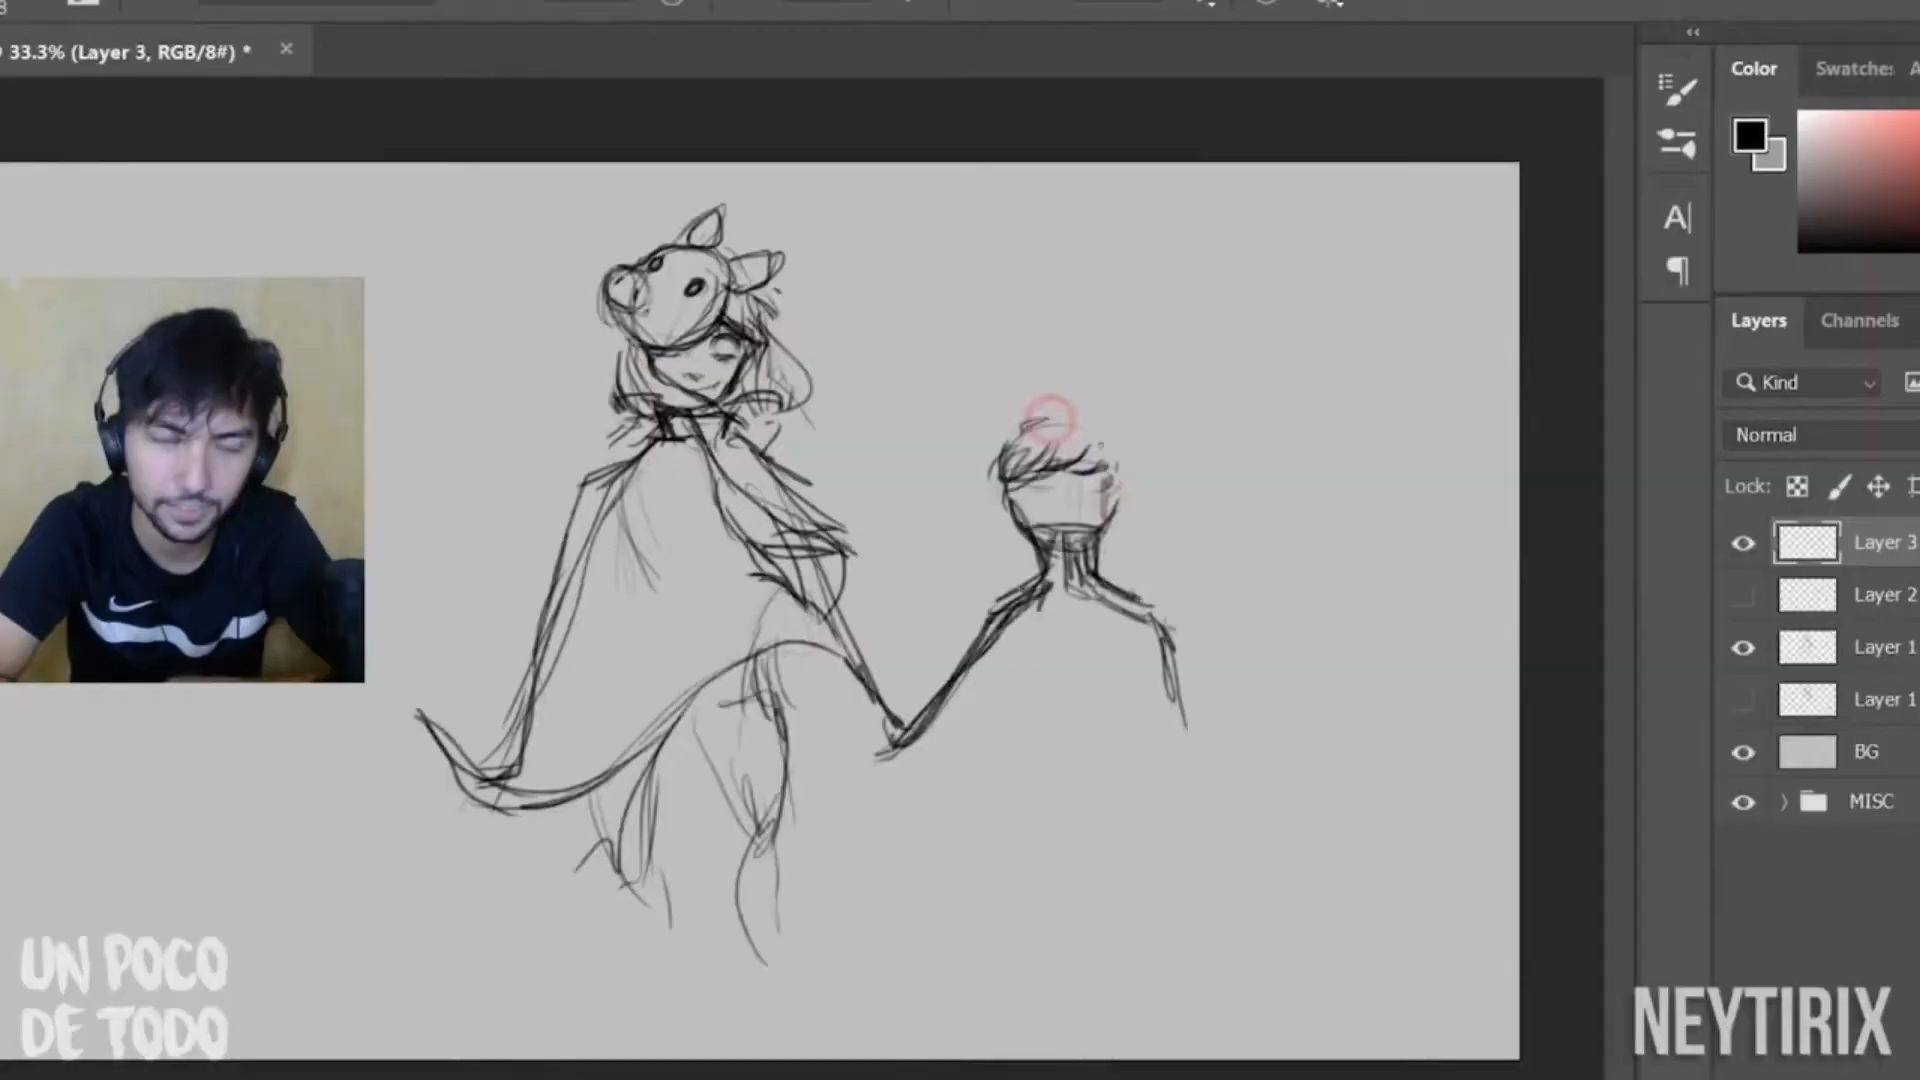 33.3% (Layer 3, RGB/8#) *
Color
Swatches
Layers
Channels
Kind
Normal
Lock:
Layer 3
Layer 2
Layer 1
Layer 1
BG
MISC
UN POCO
DE TODO
NEYTIRIX